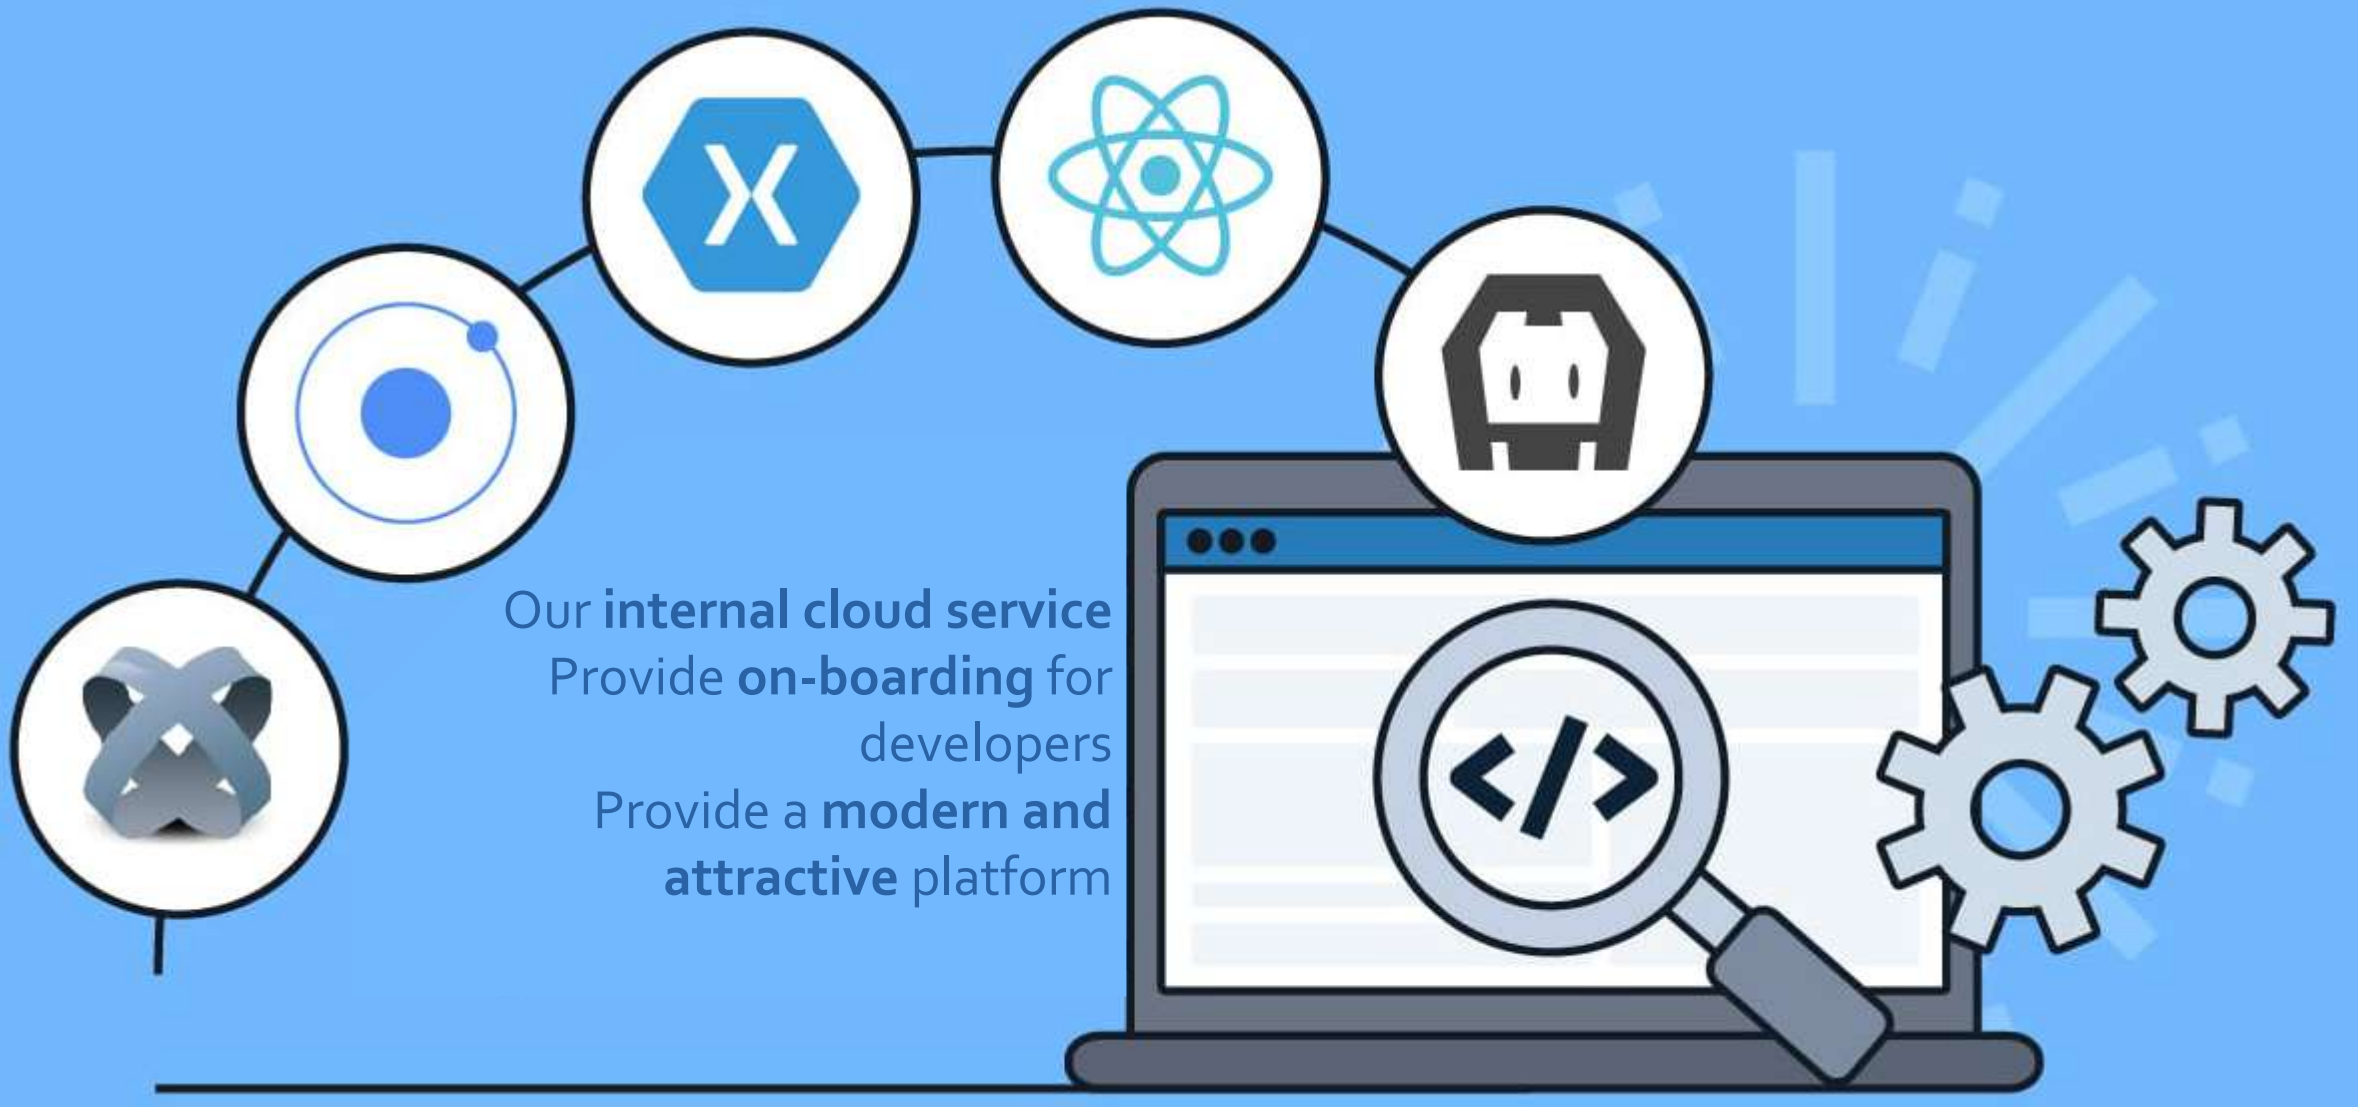 X
Our internal cloud service
Provide on-boarding for
developers
Provide a modern and
attractive platform
</>